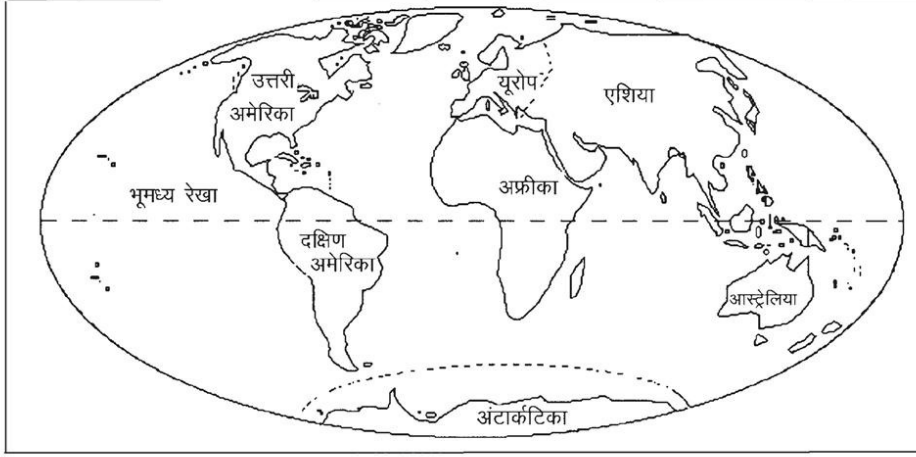 उत्तरी
अमेरिका
यूरोप
एशिया
भूमध्य रेखा
अफ्रीका
दक्षिण
अमेरिका
आस्ट्रेलिया
अंटार्कटिका